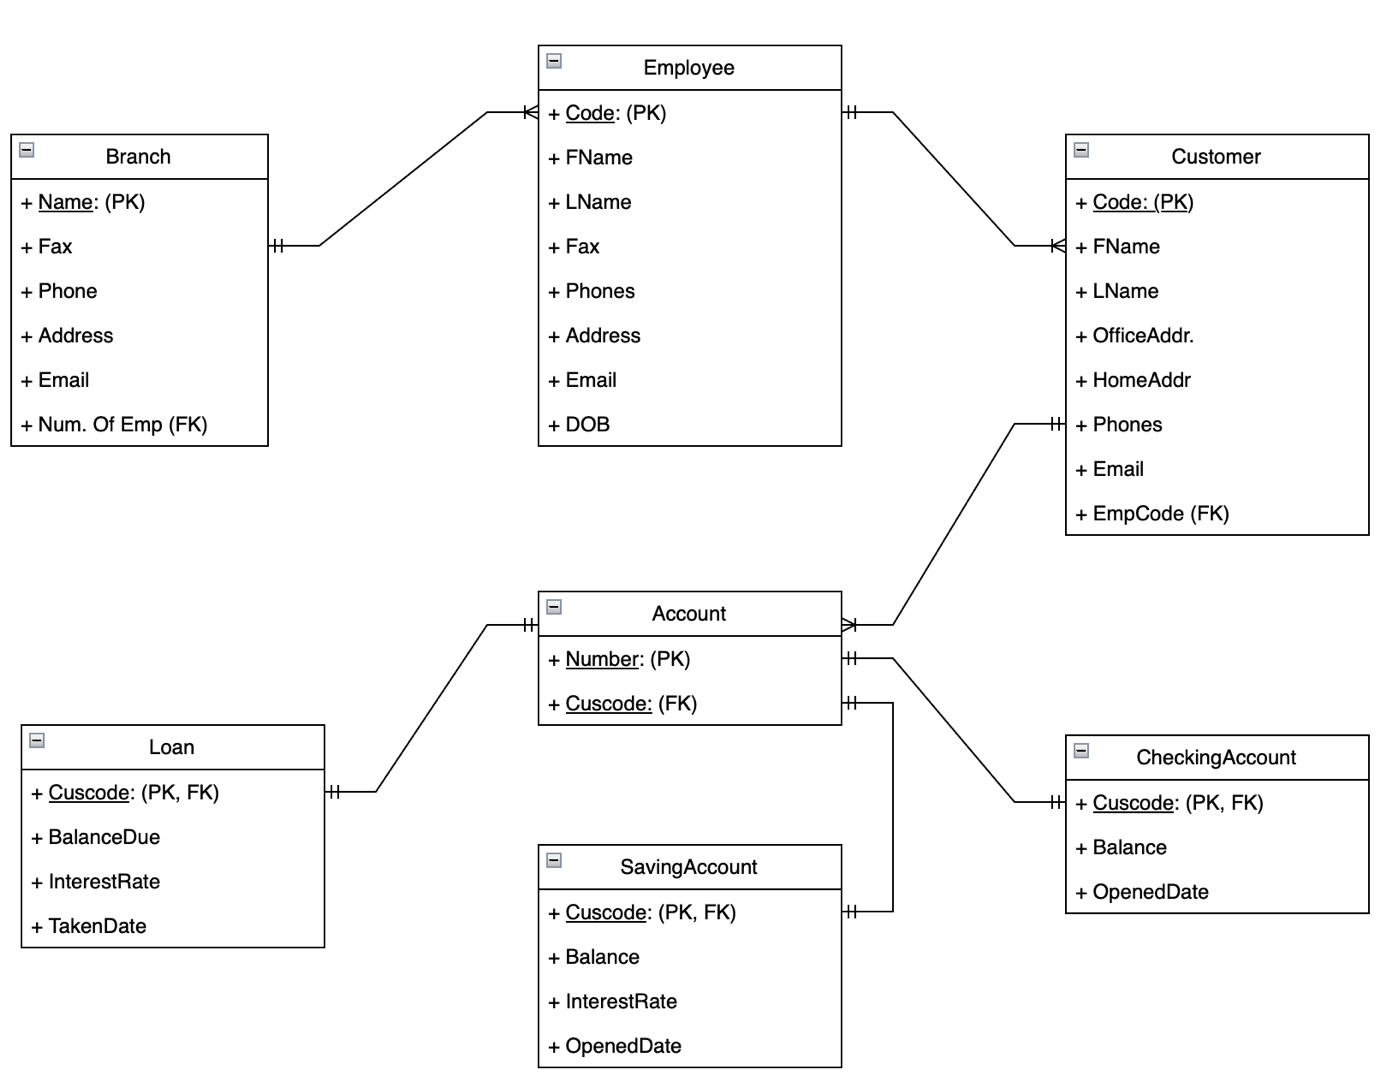 Employee
+ Code: (PK)
+ FName
+ LName
+ Fax
+ Phones
+ Address
+ Email
+ DOB
Branch
+ Name: (PK)
+ Fax
+ Phone
+ Address
+ Email
+ Num. Of Emp (FK)
Customer
+ Code: (PK)
+ FName
+ LName
+ OfficeAddr.
+ HomeAddr
+ Phones
+ Email
+ EmpCode (FK)
Account
+ Number: (PK)
+ Cuscode: (FK)
Loan
+ Cuscode: (PK, FK)
+ BalanceDue
+ InterestRate
+ TakenDate
SavingAccount
+ Cuscode: (PK, FK)
+ Balance
+ InterestRate
+ OpenedDate
CheckingAccount
+ Cuscode: (PK, FK)
+ Balance
+ OpenedDate